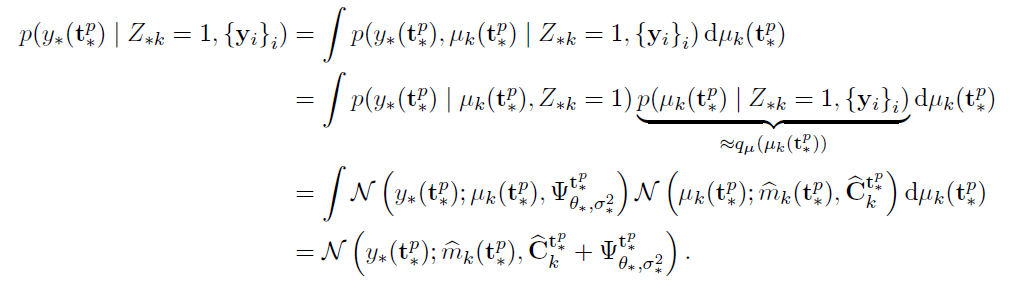 p(y_*(\mathbf{t}_*^p) \mid Z_{*k} = 1, \{\mathbf{y}_i\}_i) = \int p(y_*(\mathbf{t}_*^p), \mu_k(\mathbf{t}_*^p) \mid Z_{*k} = 1, \{\mathbf{y}_i\}_i) \, \mathrm{d}\mu_k(\mathbf{t}_*^p)
= \int p(y_*(\mathbf{t}_*^p) \mid \mu_k(\mathbf{t}_*^p), Z_{*k} = 1) \underbrace{p(\mu_k(\mathbf{t}_*^p) \mid Z_{*k} = 1, \{\mathbf{y}_i\}_i)}_{\approx q_\mu(\mu_k(\mathbf{t}_*^p))} \mathrm{d}\mu_k(\mathbf{t}_*^p)
= \int \mathcal{N}\left(y_*(\mathbf{t}_*^p); \mu_k(\mathbf{t}_*^p), \Psi_{\theta_*, \sigma_*^2}^{\mathbf{t}_*^p}\right) \mathcal{N}\left(\mu_k(\mathbf{t}_*^p); \widehat{m}_k(\mathbf{t}_*^p), \widehat{\mathbf{C}}_k^{\mathbf{t}_*^p}\right) \mathrm{d}\mu_k(\mathbf{t}_*^p)
= \mathcal{N}\left(y_*(\mathbf{t}_*^p); \widehat{m}_k(\mathbf{t}_*^p), \widehat{\mathbf{C}}_k^{\mathbf{t}_*^p} + \Psi_{\theta_*, \sigma_*^2}^{\mathbf{t}_*^p}\right).